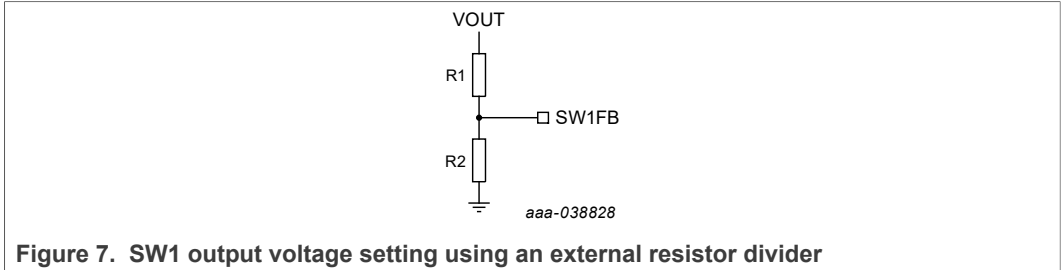 VOUT
R1
SW1FB
R2
aaa-038828
Figure 7. SW1 output voltage setting using an external resistor divider